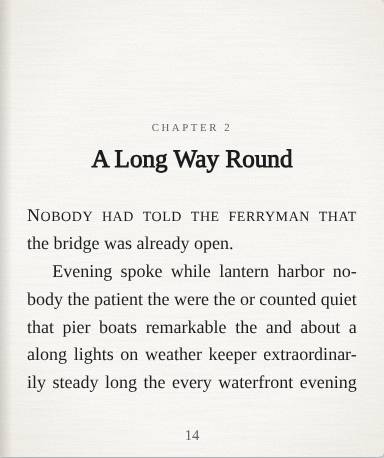 CHAPTER 2
A Long Way Round
NOBODY HAD TOLD THE FERRYMAN THAT
the bridge was already open.
Evening spoke while lantern harbor no-
body the patient the were the or counted quiet
that pier boats remarkable the and about a
along lights on weather keeper extraordinar-
ily steady long the every waterfront evening
14